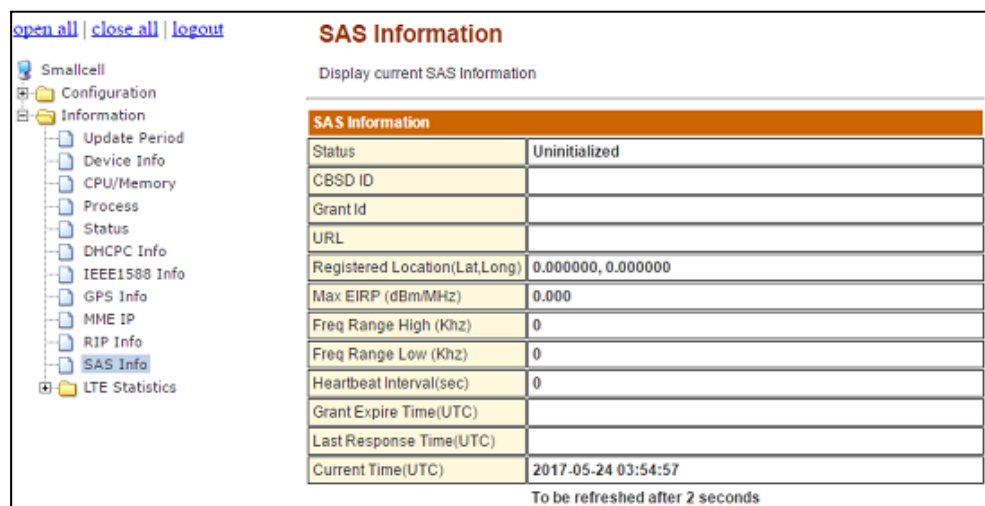 open all | close all | logout
Smallcell
Configuration
Information
Update Period
Device Info
CPU/Memory
Process
Status
DHCPC Info
IEEE1588 Info
GPS Info
MME IP
RIP Info
SAS Info
LTE Statistics
SAS Information
Display current SAS Information
SAS Information
Status Uninitialized
CBSD ID
Grant Id
URL
Registered Location(Lat,Long) 0.000000, 0.000000
Max EIRP (dBm/MHz) 0.000
Freq Range High (Khz) 0
Freq Range Low (Khz) 0
Heartbeat Interval(sec) 0
Grant Expire Time(UTC)
Last Response Time(UTC)
Current Time(UTC) 2017-05-24 03:54:57
To be refreshed after 2 seconds